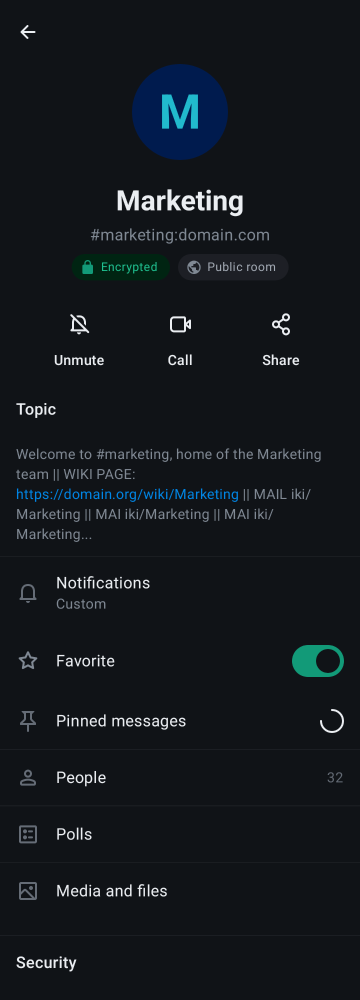 M
Marketing
#marketing:domain.com
Encrypted
Public room
Unmute
Call
Share
Topic
Welcome to #marketing, home of the Marketing
team || WIKI PAGE:
https://domain.org/wiki/Marketing || MAIL iki/
Marketing || MAI iki/Marketing || MAI iki/
Marketing...
Notifications
Custom
Favorite
Pinned messages
People
32
Polls
Media and files
Security